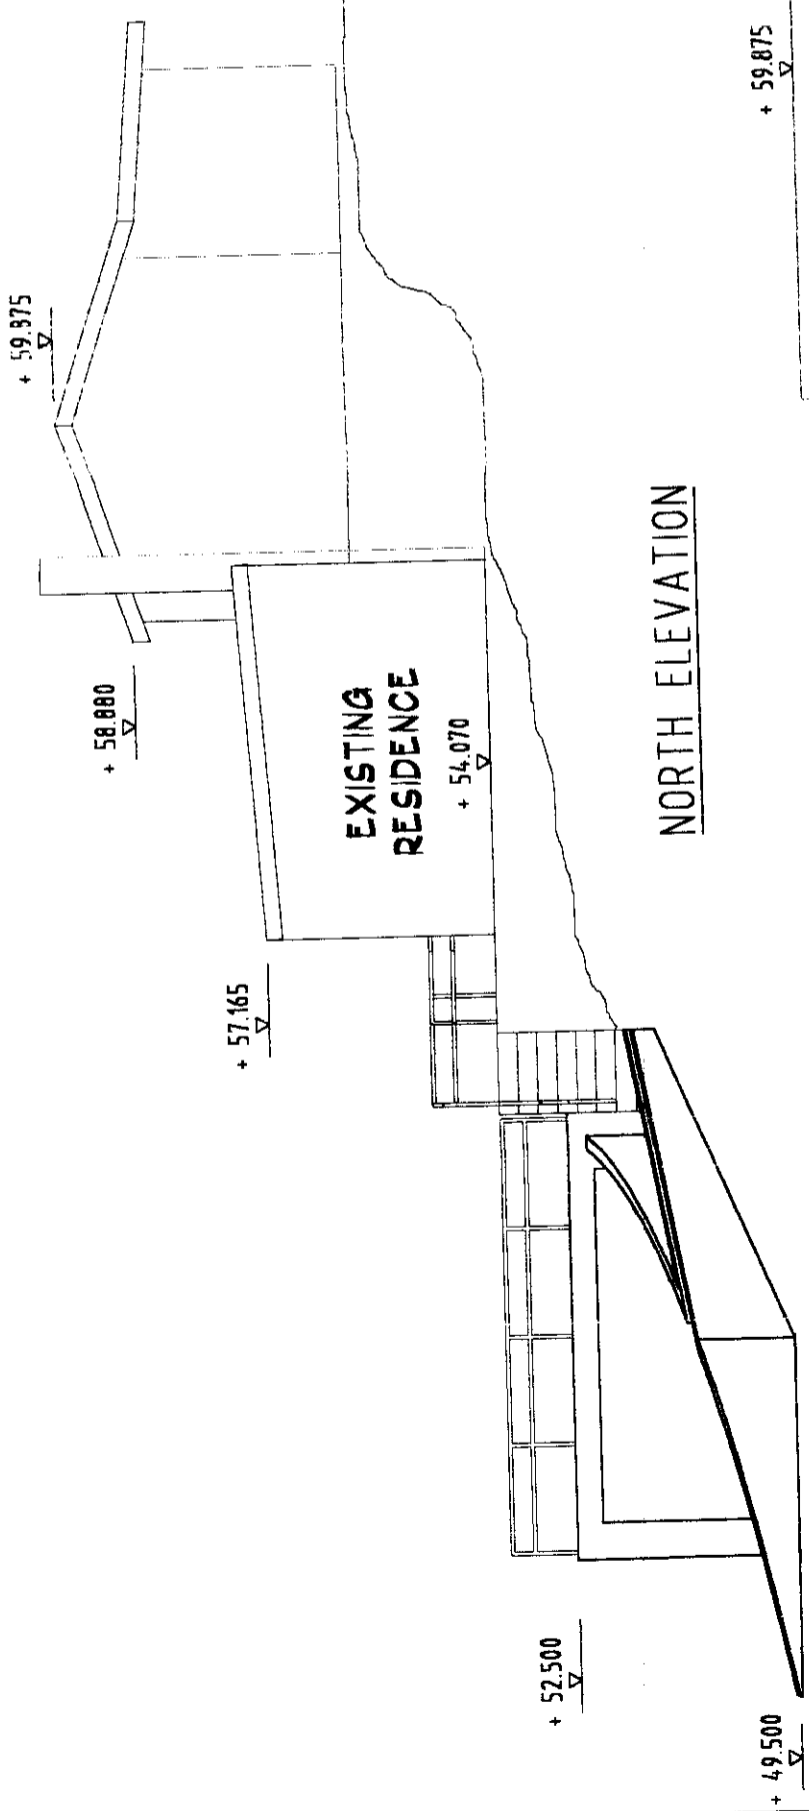 + 49.500
+ 52.500
+ 57.165
+ 58.880
+ 59.875
EXISTING
RESIDENCE
+ 54.070
NORTH ELEVATION
+ 59.875